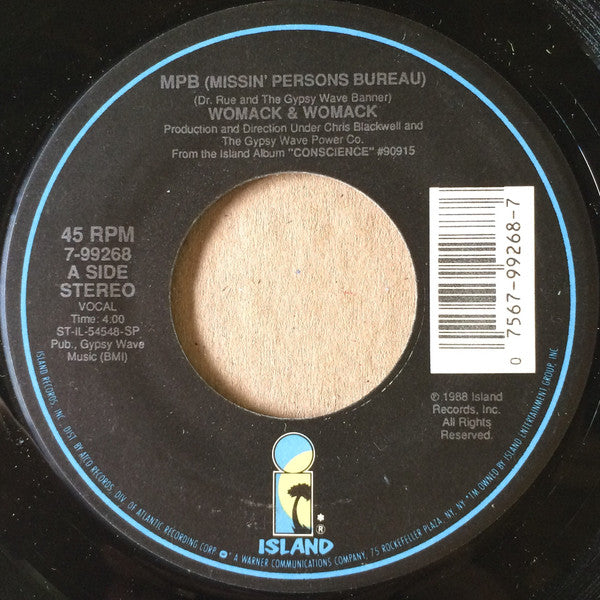 MPB (MISSIN' PERSONS BUREAU)
(Dr. Rue and The Gypsy Wave Banner)
WOMACK & WOMACK
Production and Direction Under Chris Blackwell and
The Gypsy Wave Power Co.
From the Island Album "CONSCIENCE" #90915
45 RPM
7-99268
A SIDE
STEREO
VOCAL
Time: 4:00
ST-IL-54548-SP
Pub., Gypsy Wave
Music (BMI)
0 7567-99268-7
℗ 1988 Island
Records, Inc.
All Rights
Reserved.
i
®
ISLAND
ISLAND RECORDS, INC. DIST. BY ATCO RECORDS, DIV. OF ATLANTIC RECORDING CORP. • A WARNER COMMUNICATIONS COMPANY, 75 ROCKEFELLER PLAZA, NY, NY *TM. OWNED BY ISLAND ENTERTAINMENT GROUP, INC